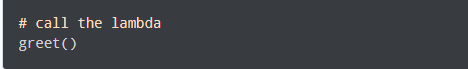 # call the lambda
greet()